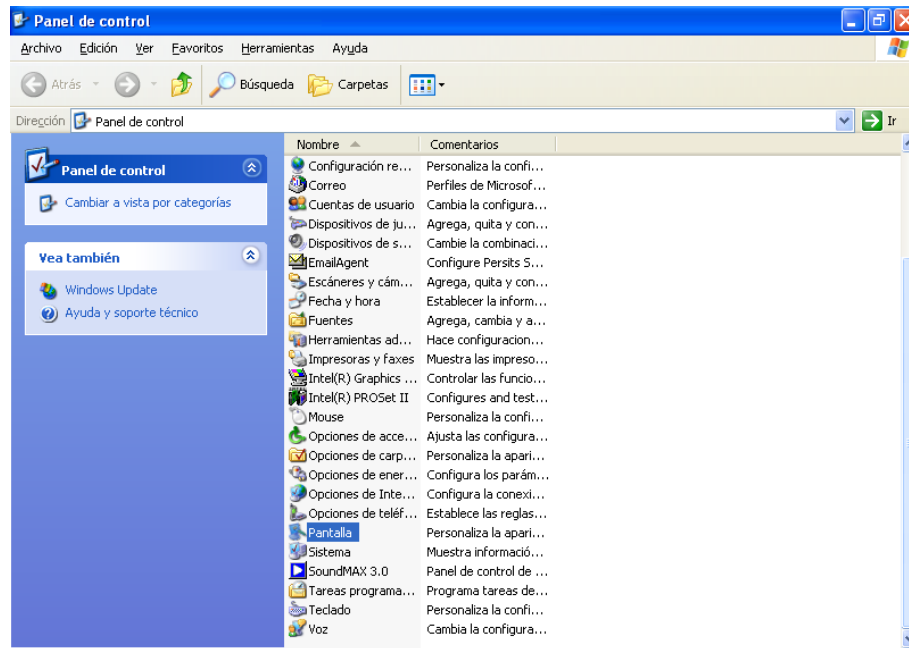 Panel de control
Archivo Edición Ver Favoritos Herramientas Ayuda
Atrás Búsqueda Carpetas
Dirección Panel de control Ir
Panel de control
Cambiar a vista por categorías
Vea también
Windows Update
Ayuda y soporte técnico
Nombre Comentarios
Configuración re... Personaliza la confi...
Correo Perfiles de Microsof...
Cuentas de usuario Cambia la configura...
Dispositivos de ju... Agrega, quita y con...
Dispositivos de s... Cambie la combinaci...
EmailAgent Configure Persits S...
Escáneres y cám... Agrega, quita y con...
Fecha y hora Establecer la inform...
Fuentes Agrega, cambia y a...
Herramientas ad... Hace configuracion...
Impresoras y faxes Muestra las impreso...
Intel(R) Graphics ... Controlar las funcio...
Intel(R) PROSet II Configures and test...
Mouse Personaliza la confi...
Opciones de acce... Ajusta las configura...
Opciones de carp... Personaliza la apari...
Opciones de ener... Configura los parám...
Opciones de Inte... Configura la conexi...
Opciones de teléf... Establece las reglas...
Pantalla Personaliza la apari...
Sistema Muestra informació...
SoundMAX 3.0 Panel de control de ...
Tareas programa... Programa tareas de...
Teclado Personaliza la confi...
Voz Cambia la configura...